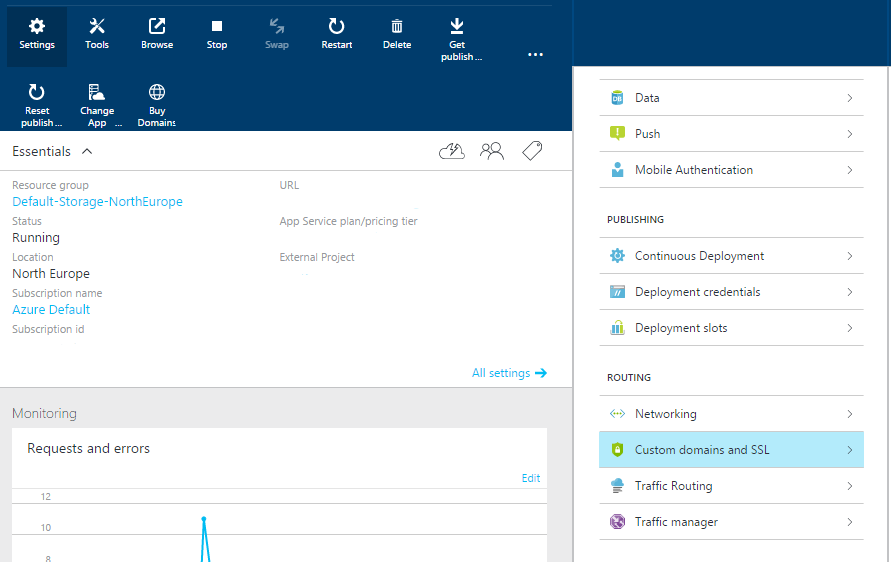 Settings
Tools
Browse
Stop
Swap
Restart
Delete
Get
publish ...
...
Reset
publish ...
Change
App ...
Buy
Domains
Essentials
Resource group
Default-Storage-NorthEurope
Status
Running
Location
North Europe
Subscription name
Azure Default
Subscription id
URL
App Service plan/pricing tier
External Project
All settings
Monitoring
Requests and errors
Edit
12
10
8
DB
Data
Push
Mobile Authentication
PUBLISHING
Continuous Deployment
Deployment credentials
Deployment slots
ROUTING
Networking
Custom domains and SSL
Traffic Routing
Traffic manager